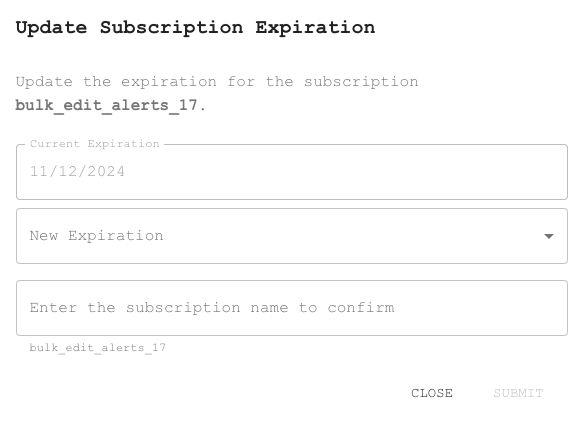 Update Subscription Expiration
Update the expiration for the subscription
bulk_edit_alerts_17.
Current Expiration
11/12/2024
New Expiration
Enter the subscription name to confirm
bulk_edit_alerts_17
CLOSE SUBMIT